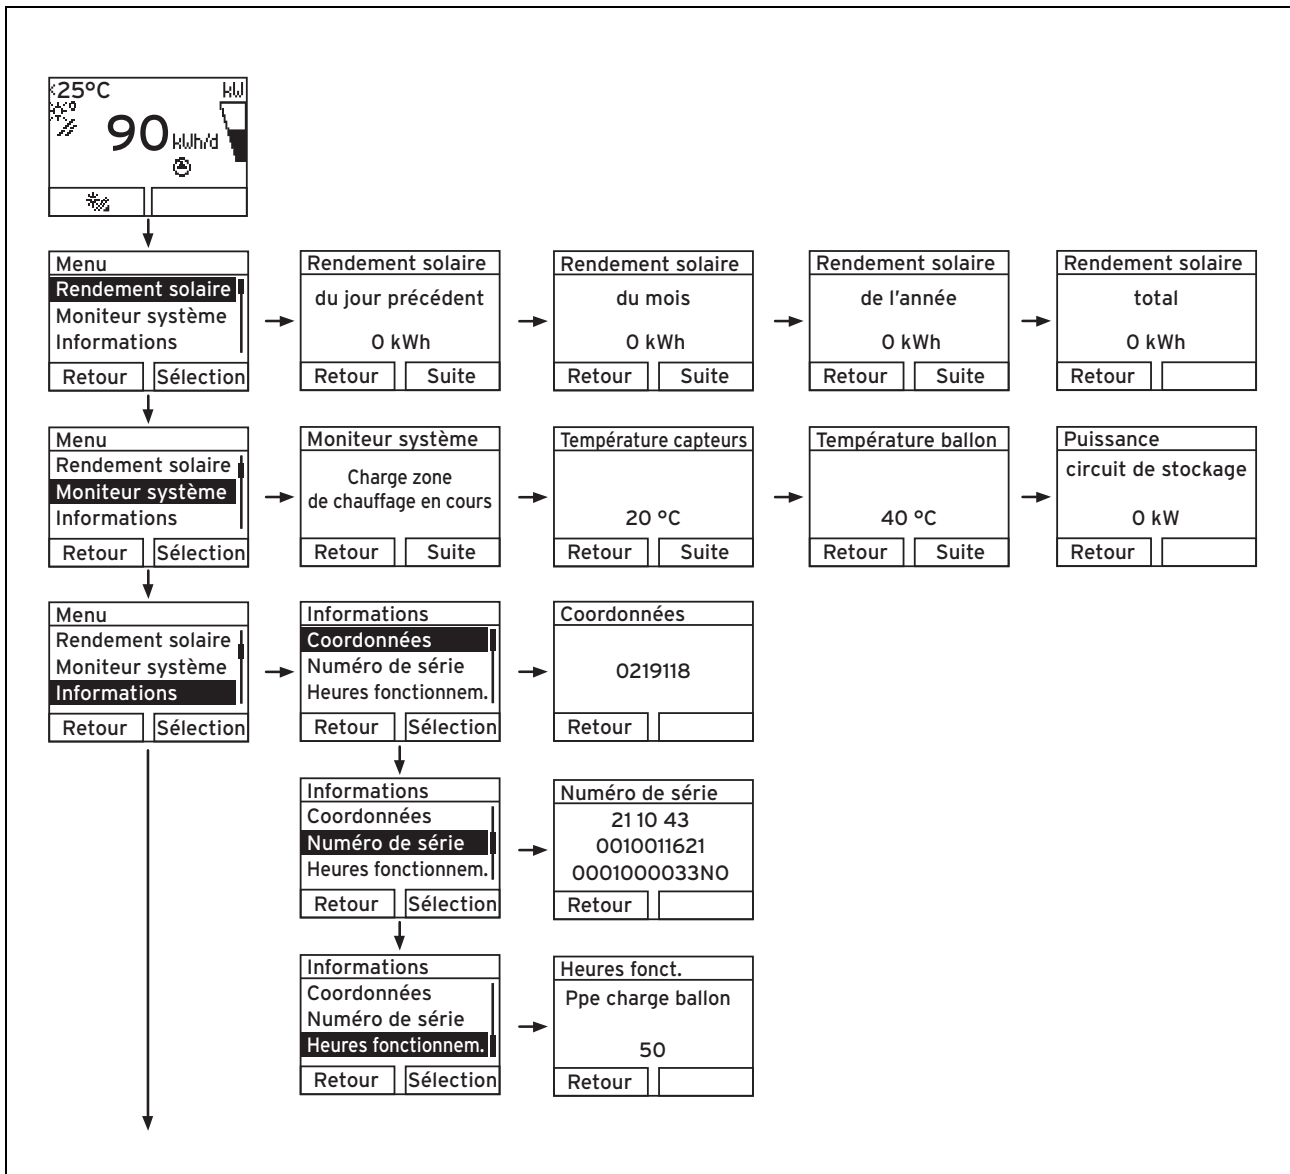 25°C
kW
90 kWh/d
Menu
Rendement solaire
Moniteur système
Informations
Retour
Sélection
Rendement solaire
du jour précédent
0 kWh
Retour
Suite
Rendement solaire
du mois
0 kWh
Retour
Suite
Rendement solaire
de l'année
0 kWh
Retour
Suite
Rendement solaire
total
0 kWh
Retour
Menu
Rendement solaire
Moniteur système
Informations
Retour
Sélection
Moniteur système
Charge zone
de chauffage en cours
Retour
Suite
Température capteurs
20 °C
Retour
Suite
Température ballon
40 °C
Retour
Suite
Puissance
circuit de stockage
0 kW
Retour
Menu
Rendement solaire
Moniteur système
Informations
Retour
Sélection
Informations
Coordonnées
Numéro de série
Heures fonctionnem.
Retour
Sélection
Coordonnées
0219118
Retour
Informations
Coordonnées
Numéro de série
Heures fonctionnem.
Retour
Sélection
Numéro de série
21 10 43
0010011621
0001000033N0
Retour
Informations
Coordonnées
Numéro de série
Heures fonctionnem.
Retour
Sélection
Heures fonct.
Ppe charge ballon
50
Retour